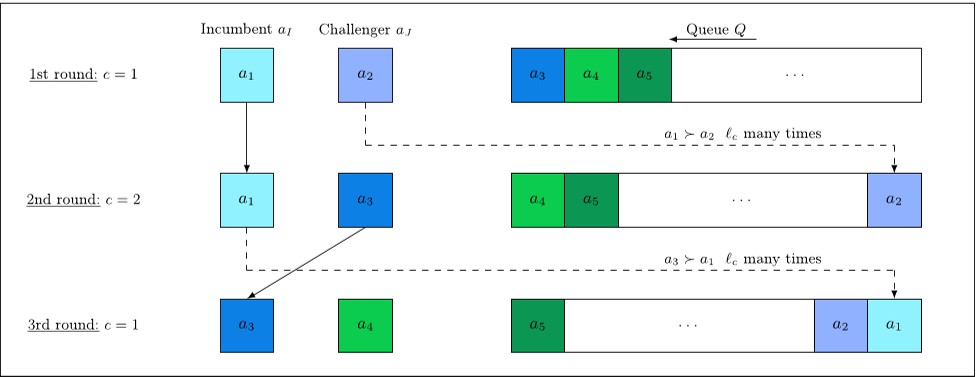 Incumbent a_I Challenger a_J Queue Q
1st round: c = 1 a_1 a_2 a_3 a_4 a_5 ···
a_1 ≻ a_2 ℓ_c many times
2nd round: c = 2 a_1 a_3 a_4 a_5 ··· a_2
a_3 ≻ a_1 ℓ_c many times
3rd round: c = 1 a_3 a_4 a_5 ··· a_2 a_1